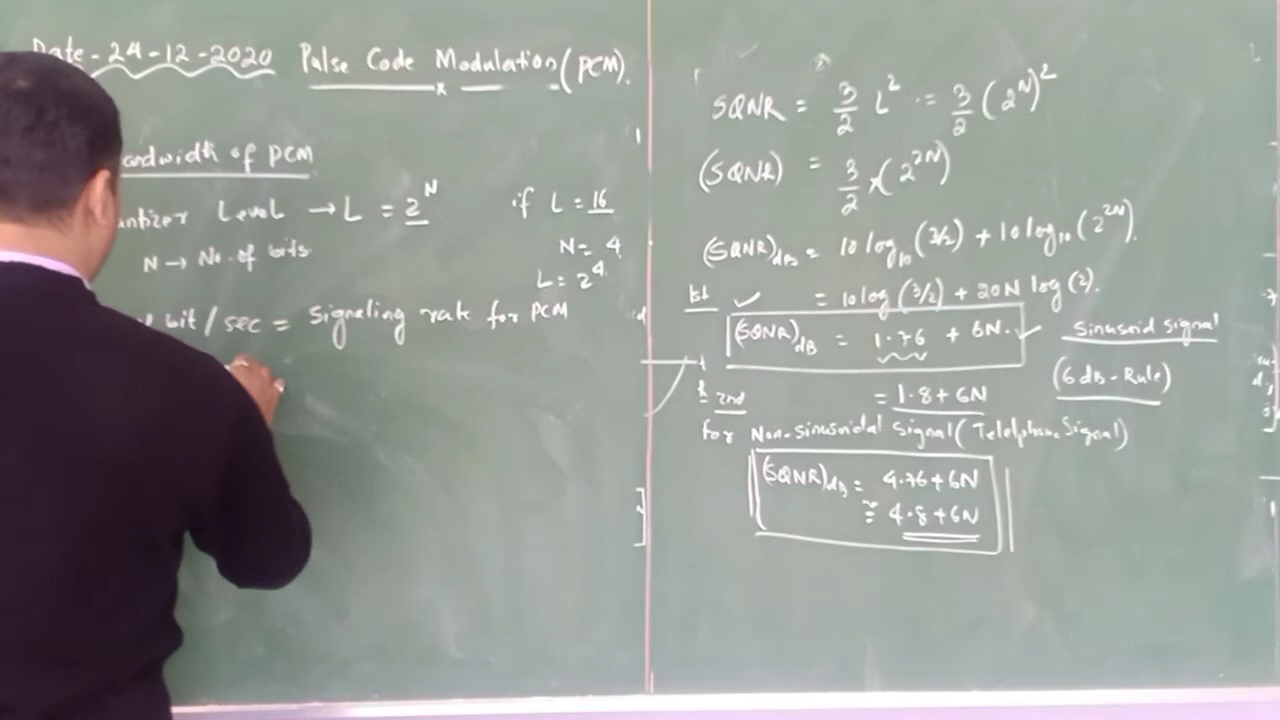 Date - 24-12-2020 Pulse Code Modulation (PCM).
andwidth of PCM
antizer Level → L = 2^N if L = 16
N → No. of bits N = 4
L = 2^4
bit/sec = Signaling rate for PCM
SQNR = 3/2 L^2 = 3/2 (2^N)^2
(SQNR) = 3/2 × (2^2N)
(SQNR)dB = 10 log10 (3/2) + 10 log10 (2^2N).
1st ✓ = 10 log (3/2) + 20N log (2).
(SQNR)dB = 1.76 + 6N. ✓ Sinusoid signal
(6 dB - Rule)
2nd = 1.8 + 6N
for Non-sinusoidal Signal (Telelphone Signal)
(SQNR)dB = 4.76 + 6N
≅ 4.8 + 6N